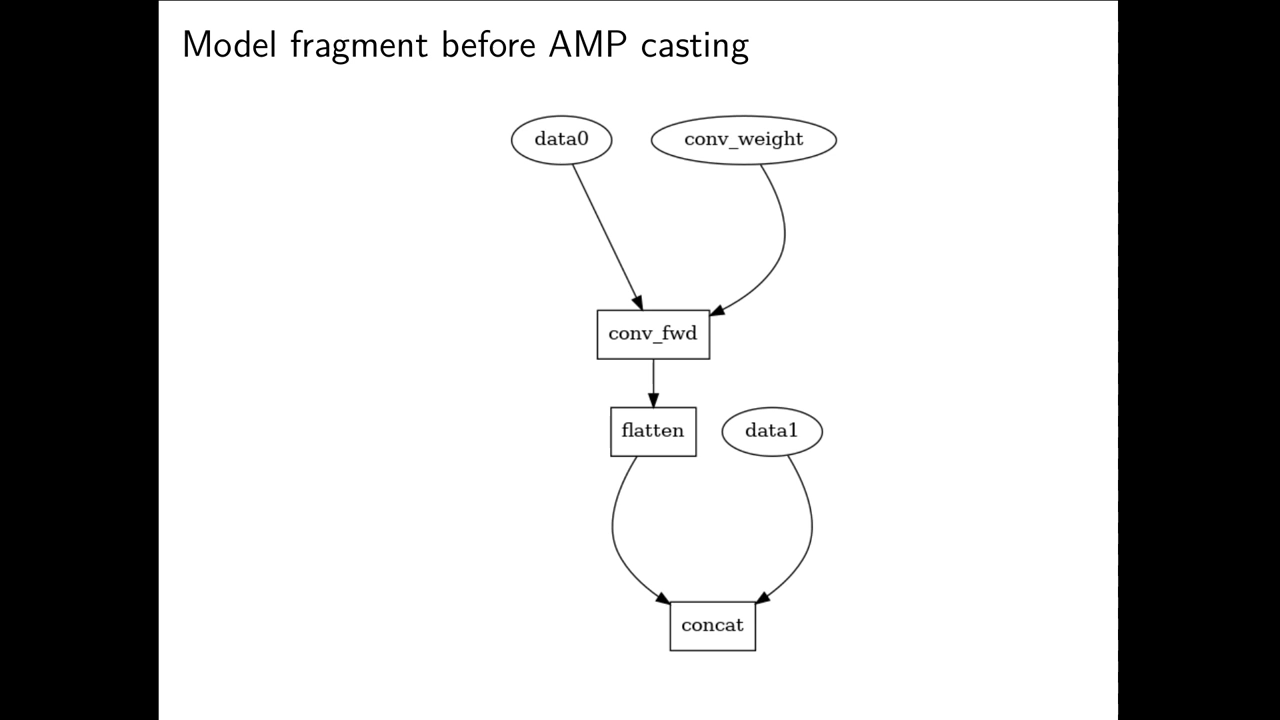 Model fragment before AMP casting
data0
conv_weight
conv_fwd
flatten
data1
concat